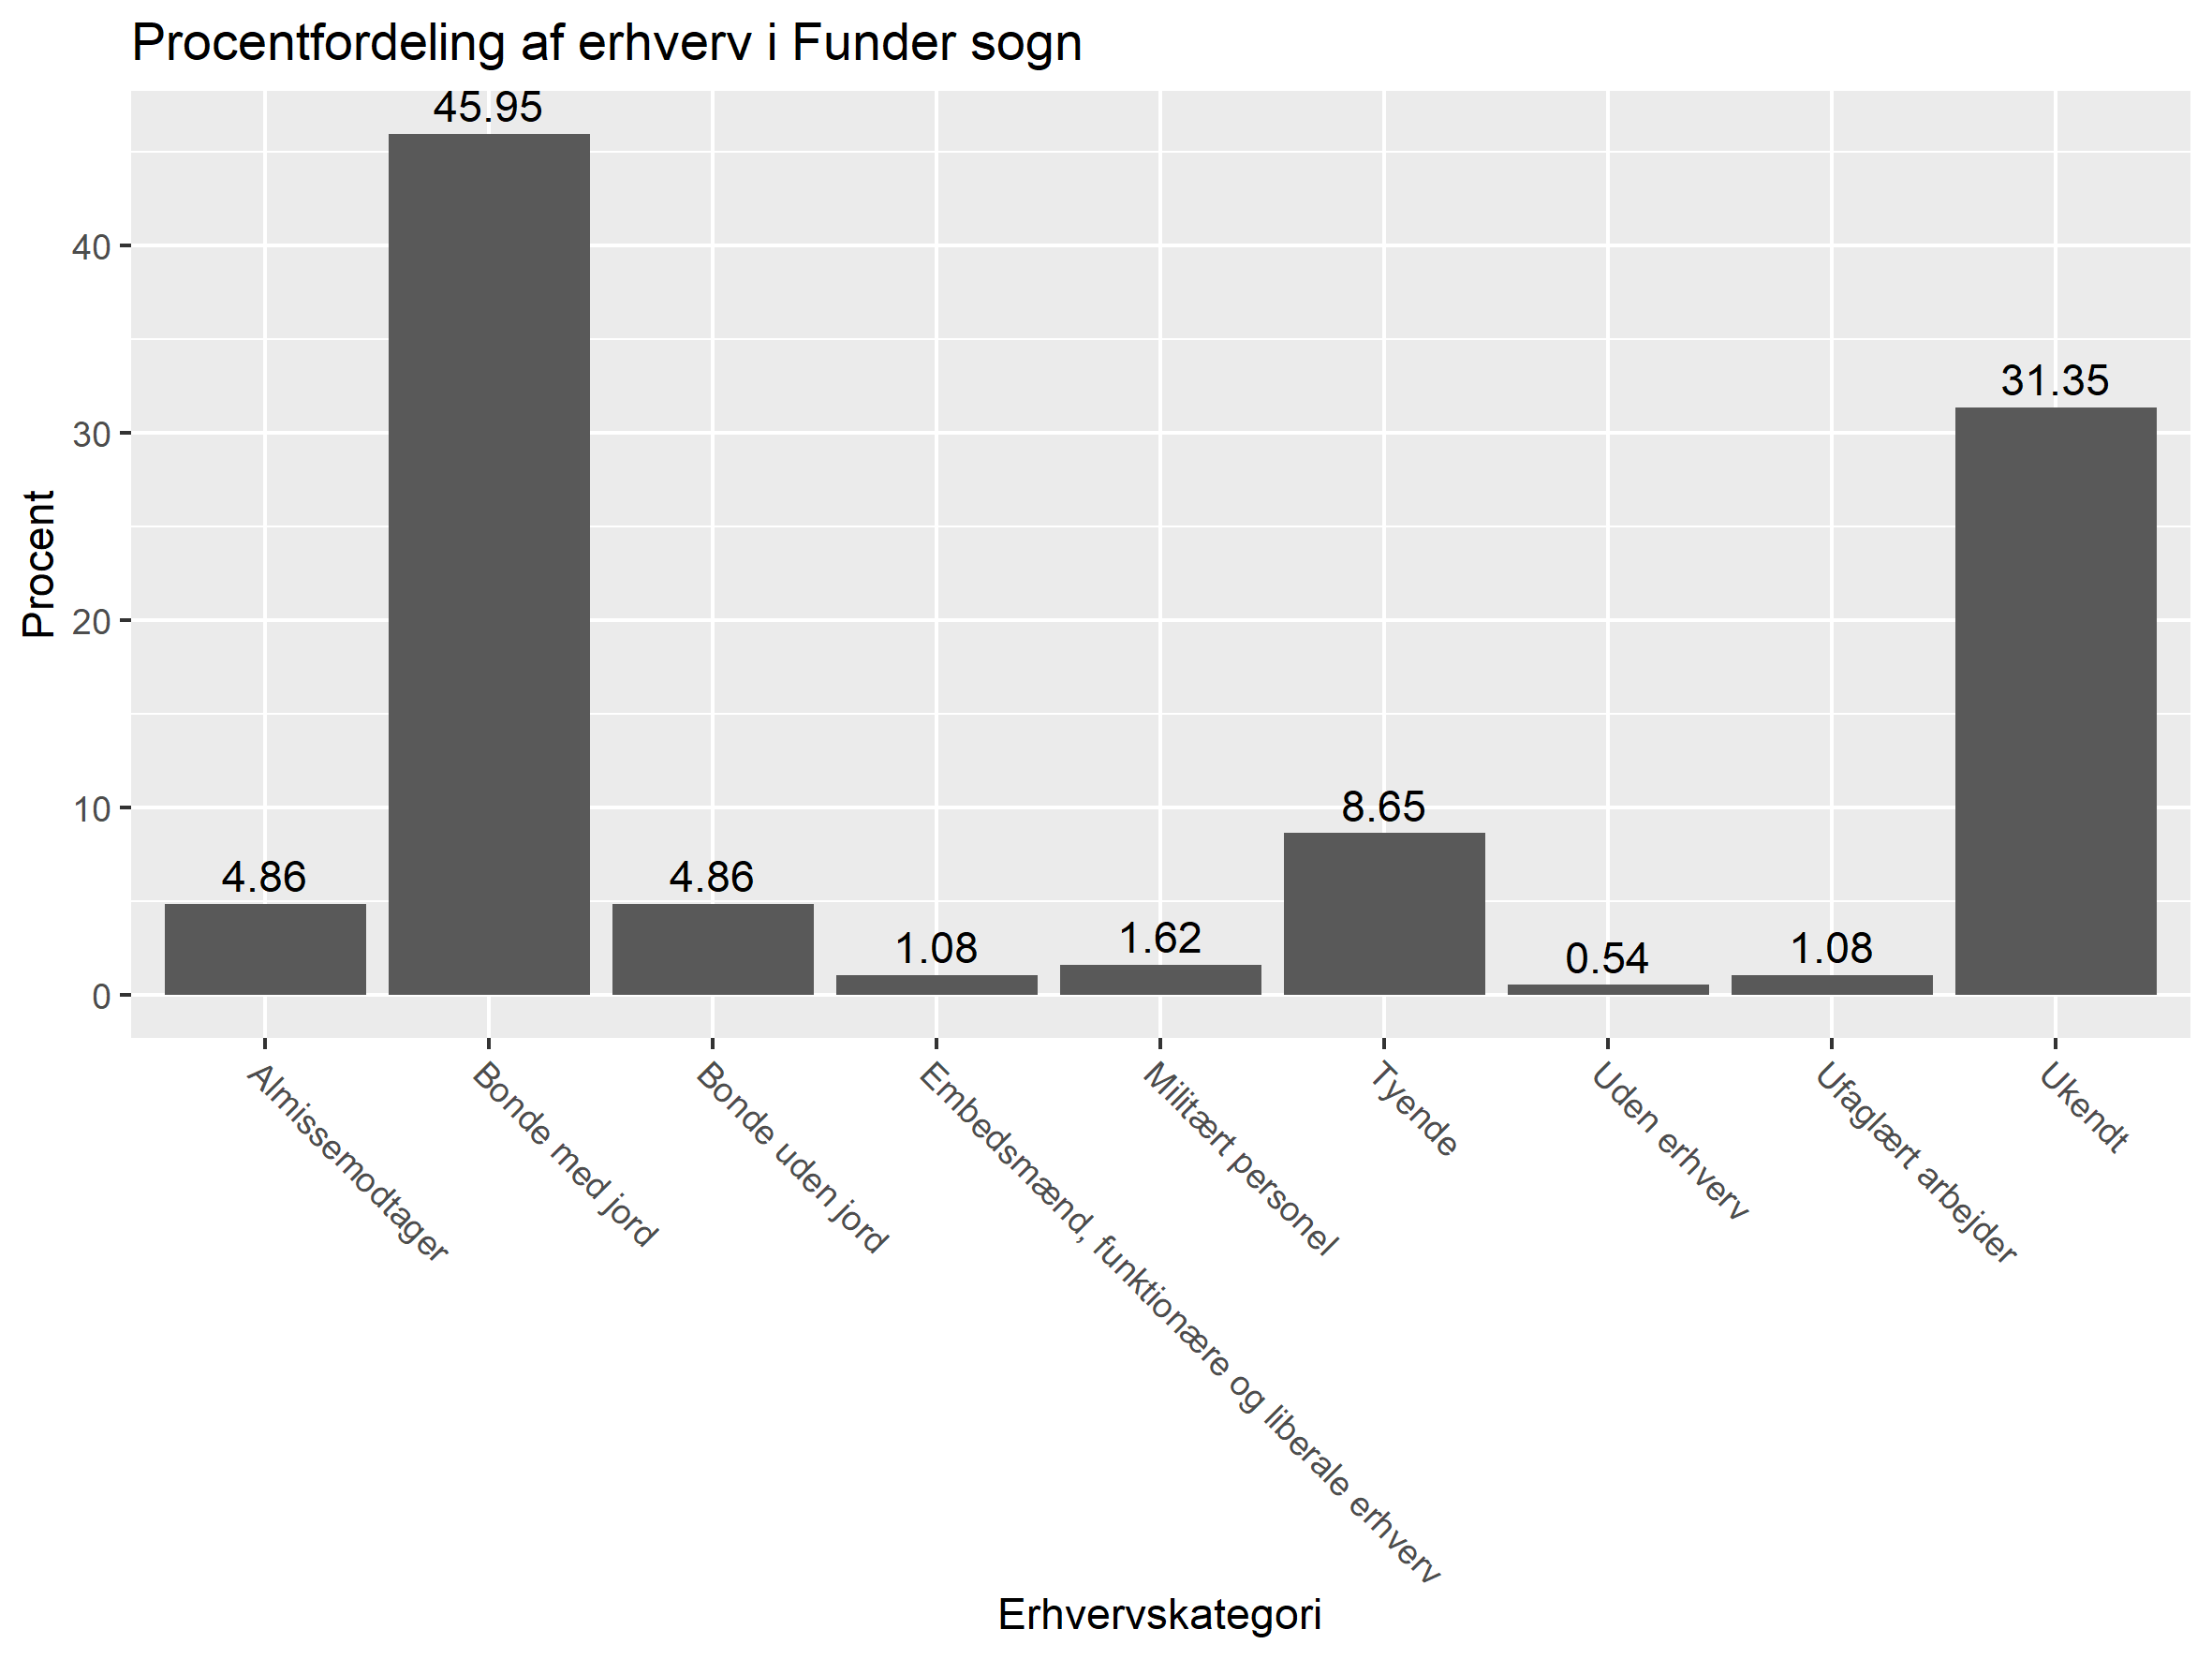 Procentfordeling af erhverv i Funder sogn
Procent
40
30
20
10
0
4.86
45.95
4.86
1.08
1.62
8.65
0.54
1.08
31.35
Almissemodtager
Bonde med jord
Bonde uden jord
Embedsmænd, funktionære og liberale erhverv
Militært personel
Tyende
Uden erhverv
Ufaglært arbejder
Ukendt
Erhvervskategori